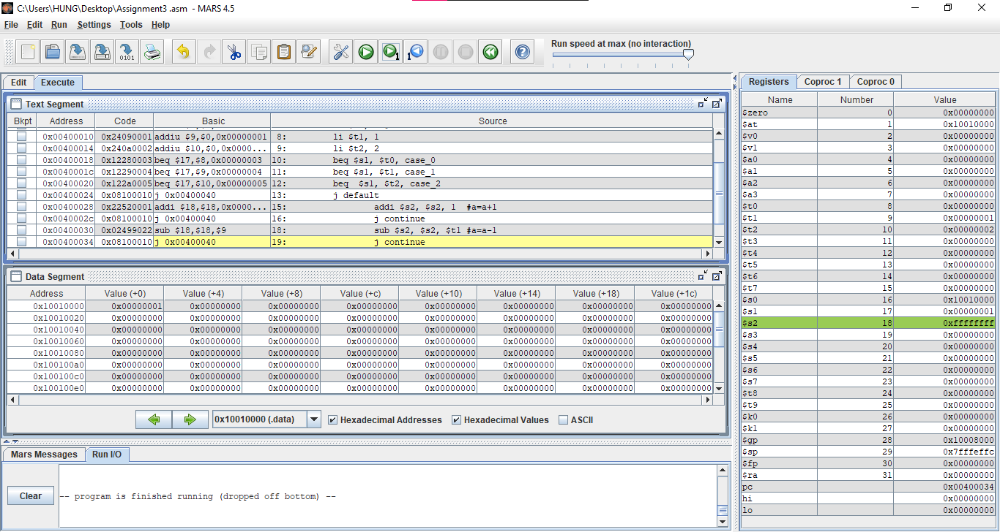 C:\Users\HUNG\Desktop\Assignment3 .asm - MARS 4.5
File Edit Run Settings Tools Help
Run speed at max (no interaction)
Edit Execute
Text Segment
Bkpt Address Code Basic Source
0x00400010 0x24090001 addiu $9,$0,0x00000001 8: li $t1, 1
0x00400014 0x240a0002 addiu $10,$0,0x0000... 9: li $t2, 2
0x00400018 0x12280003 beq $17,$8,0x00000003 10: beq $s1, $t0, case_0
0x0040001c 0x12290004 beq $17,$9,0x00000004 11: beq $s1, $t1, case_1
0x00400020 0x122a0005 beq $17,$10,0x00000005 12: beq $s1, $t2, case_2
0x00400024 0x08100010 j 0x00400040 13: j default
0x00400028 0x22520001 addi $18,$18,0x0000... 15: addi $s2, $s2, 1 #a=a+1
0x0040002c 0x08100010 j 0x00400040 16: j continue
0x00400030 0x02499022 sub $18,$18,$9 18: sub $s2, $s2, $t1 #a=a-1
0x00400034 0x08100010 j 0x00400040 19: j continue
Data Segment
Address Value (+0) Value (+4) Value (+8) Value (+c) Value (+10) Value (+14) Value (+18) Value (+1c)
0x10010000 0x00000001 0x00000000 0x00000000 0x00000000 0x00000000 0x00000000 0x00000000 0x00000000
0x10010020 0x00000000 0x00000000 0x00000000 0x00000000 0x00000000 0x00000000 0x00000000 0x00000000
0x10010040 0x00000000 0x00000000 0x00000000 0x00000000 0x00000000 0x00000000 0x00000000 0x00000000
0x10010060 0x00000000 0x00000000 0x00000000 0x00000000 0x00000000 0x00000000 0x00000000 0x00000000
0x10010080 0x00000000 0x00000000 0x00000000 0x00000000 0x00000000 0x00000000 0x00000000 0x00000000
0x100100a0 0x00000000 0x00000000 0x00000000 0x00000000 0x00000000 0x00000000 0x00000000 0x00000000
0x100100c0 0x00000000 0x00000000 0x00000000 0x00000000 0x00000000 0x00000000 0x00000000 0x00000000
0x100100e0 0x00000000 0x00000000 0x00000000 0x00000000 0x00000000 0x00000000 0x00000000 0x00000000
0x10010000 (.data) Hexadecimal Addresses Hexadecimal Values ASCII
Mars Messages Run I/O
Clear
-- program is finished running (dropped off bottom) --
Registers Coproc 1 Coproc 0
Name Number Value
$zero 0 0x00000000
$at 1 0x10010000
$v0 2 0x00000000
$v1 3 0x00000000
$a0 4 0x00000000
$a1 5 0x00000000
$a2 6 0x00000000
$a3 7 0x00000000
$t0 8 0x00000000
$t1 9 0x00000001
$t2 10 0x00000002
$t3 11 0x00000000
$t4 12 0x00000000
$t5 13 0x00000000
$t6 14 0x00000000
$t7 15 0x00000000
$s0 16 0x10010000
$s1 17 0x00000001
$s2 18 0xffffffff
$s3 19 0x00000000
$s4 20 0x00000000
$s5 21 0x00000000
$s6 22 0x00000000
$s7 23 0x00000000
$t8 24 0x00000000
$t9 25 0x00000000
$k0 26 0x00000000
$k1 27 0x00000000
$gp 28 0x10008000
$sp 29 0x7fffeffc
$fp 30 0x00000000
$ra 31 0x00000000
pc 0x00400034
hi 0x00000000
lo 0x00000000